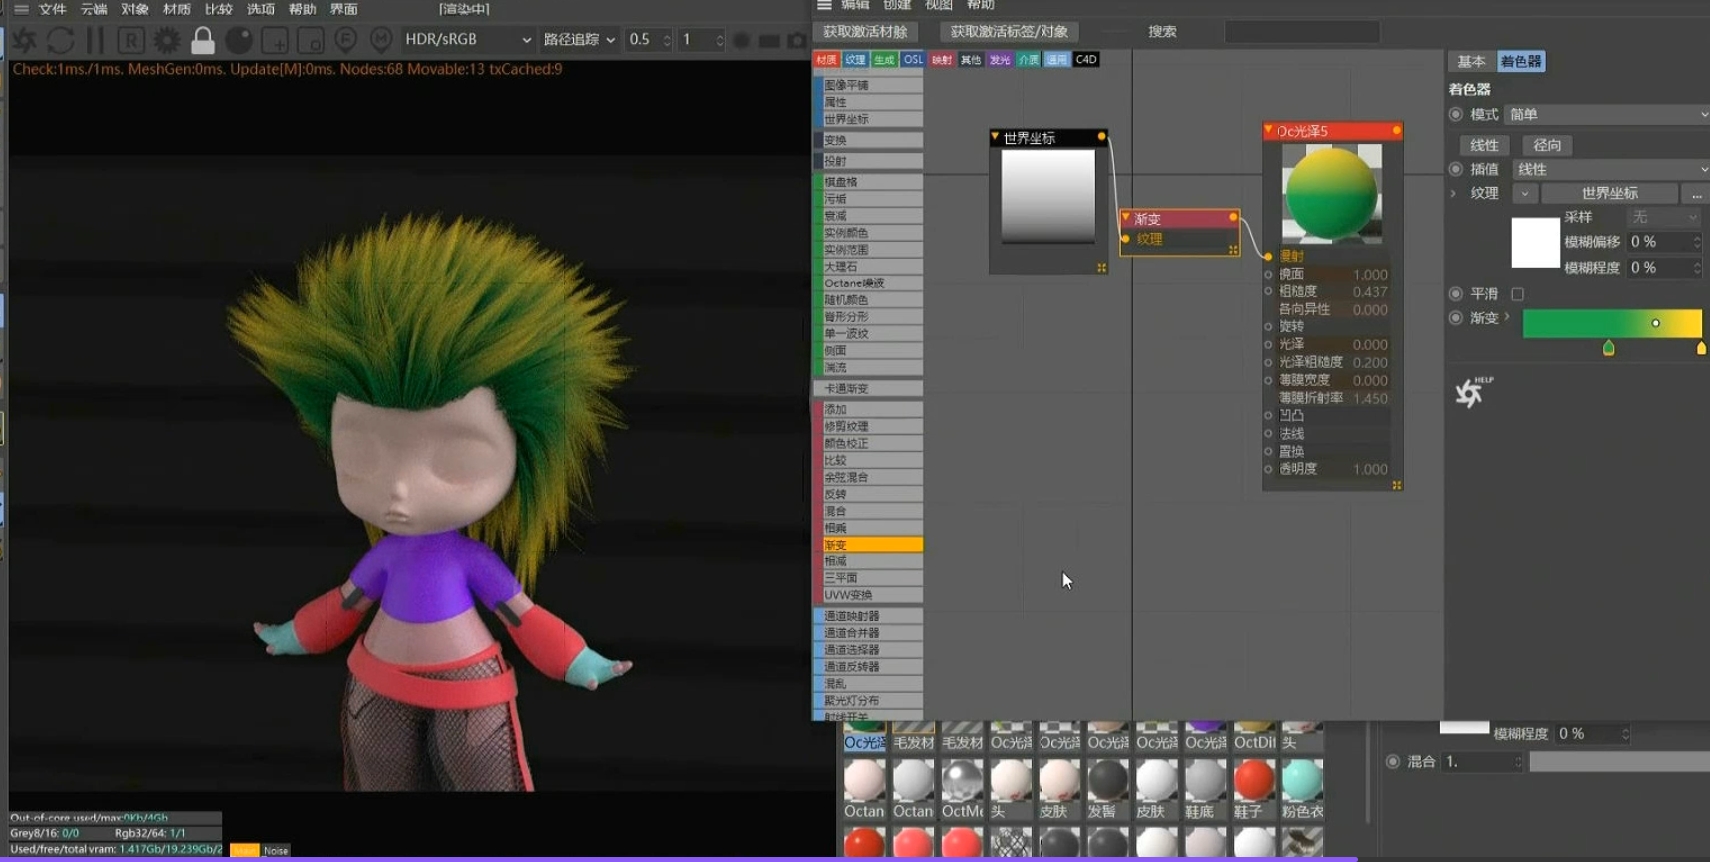 文件 云端 对象 材质 比较 选项 帮助 界面 [渲染中]
HDR/sRGB 路径追踪 0.5 1
Check:1ms./1ms. MeshGen:0ms. Update[M]:0ms. Nodes:68 Movable:13 txCached:9
Out-of-core used/max:0Kb/4Gb
Grey8/16: 0/0 Rgb32/64: 1/1
Used/free/total vram: 1.417Gb/19.239Gb/2
Noise
编辑 创建 视图 帮助
获取激活材质 获取激活标签/对象 搜索
材质 纹理 生成 OSL 映射 其他 发光 介质 通用 C4D
图像平铺
属性
世界坐标
变换
投射
棋盘格
污垢
衰减
实例颜色
实例范围
大理石
Octane噪波
随机颜色
脊形分形
单一波纹
侧面
湍流
卡通渐变
添加
修剪纹理
颜色校正
比较
余弦混合
反转
混合
相乘
渐变
相减
三平面
UVW变换
通道映射器
通道合并器
通道选择器
通道反转器
混乱
聚光灯分布
射线开关
世界坐标
渐变
纹理
Oc光泽5
漫射
镜面 1.000
粗糙度 0.437
各向异性 0.000
旋转
光泽 0.000
光泽粗糙度 0.200
薄膜宽度 0.000
薄膜折射率 1.450
凹凸
法线
置换
透明度 1.000
基本 着色器
着色器
模式 简单
线性 径向
插值 线性
纹理 世界坐标 ...
采样 无
模糊偏移 0 %
模糊程度 0 %
平滑
渐变
HELP
Oc光泽 毛发材 毛发材 Oc光泽 Oc光泽 Oc光泽 Oc光泽 Oc光泽 OctDif 头
Octan Octan OctMe 头 皮肤 发髻 皮肤 鞋底 鞋子 粉色衣
模糊程度 0 %
混合 1.